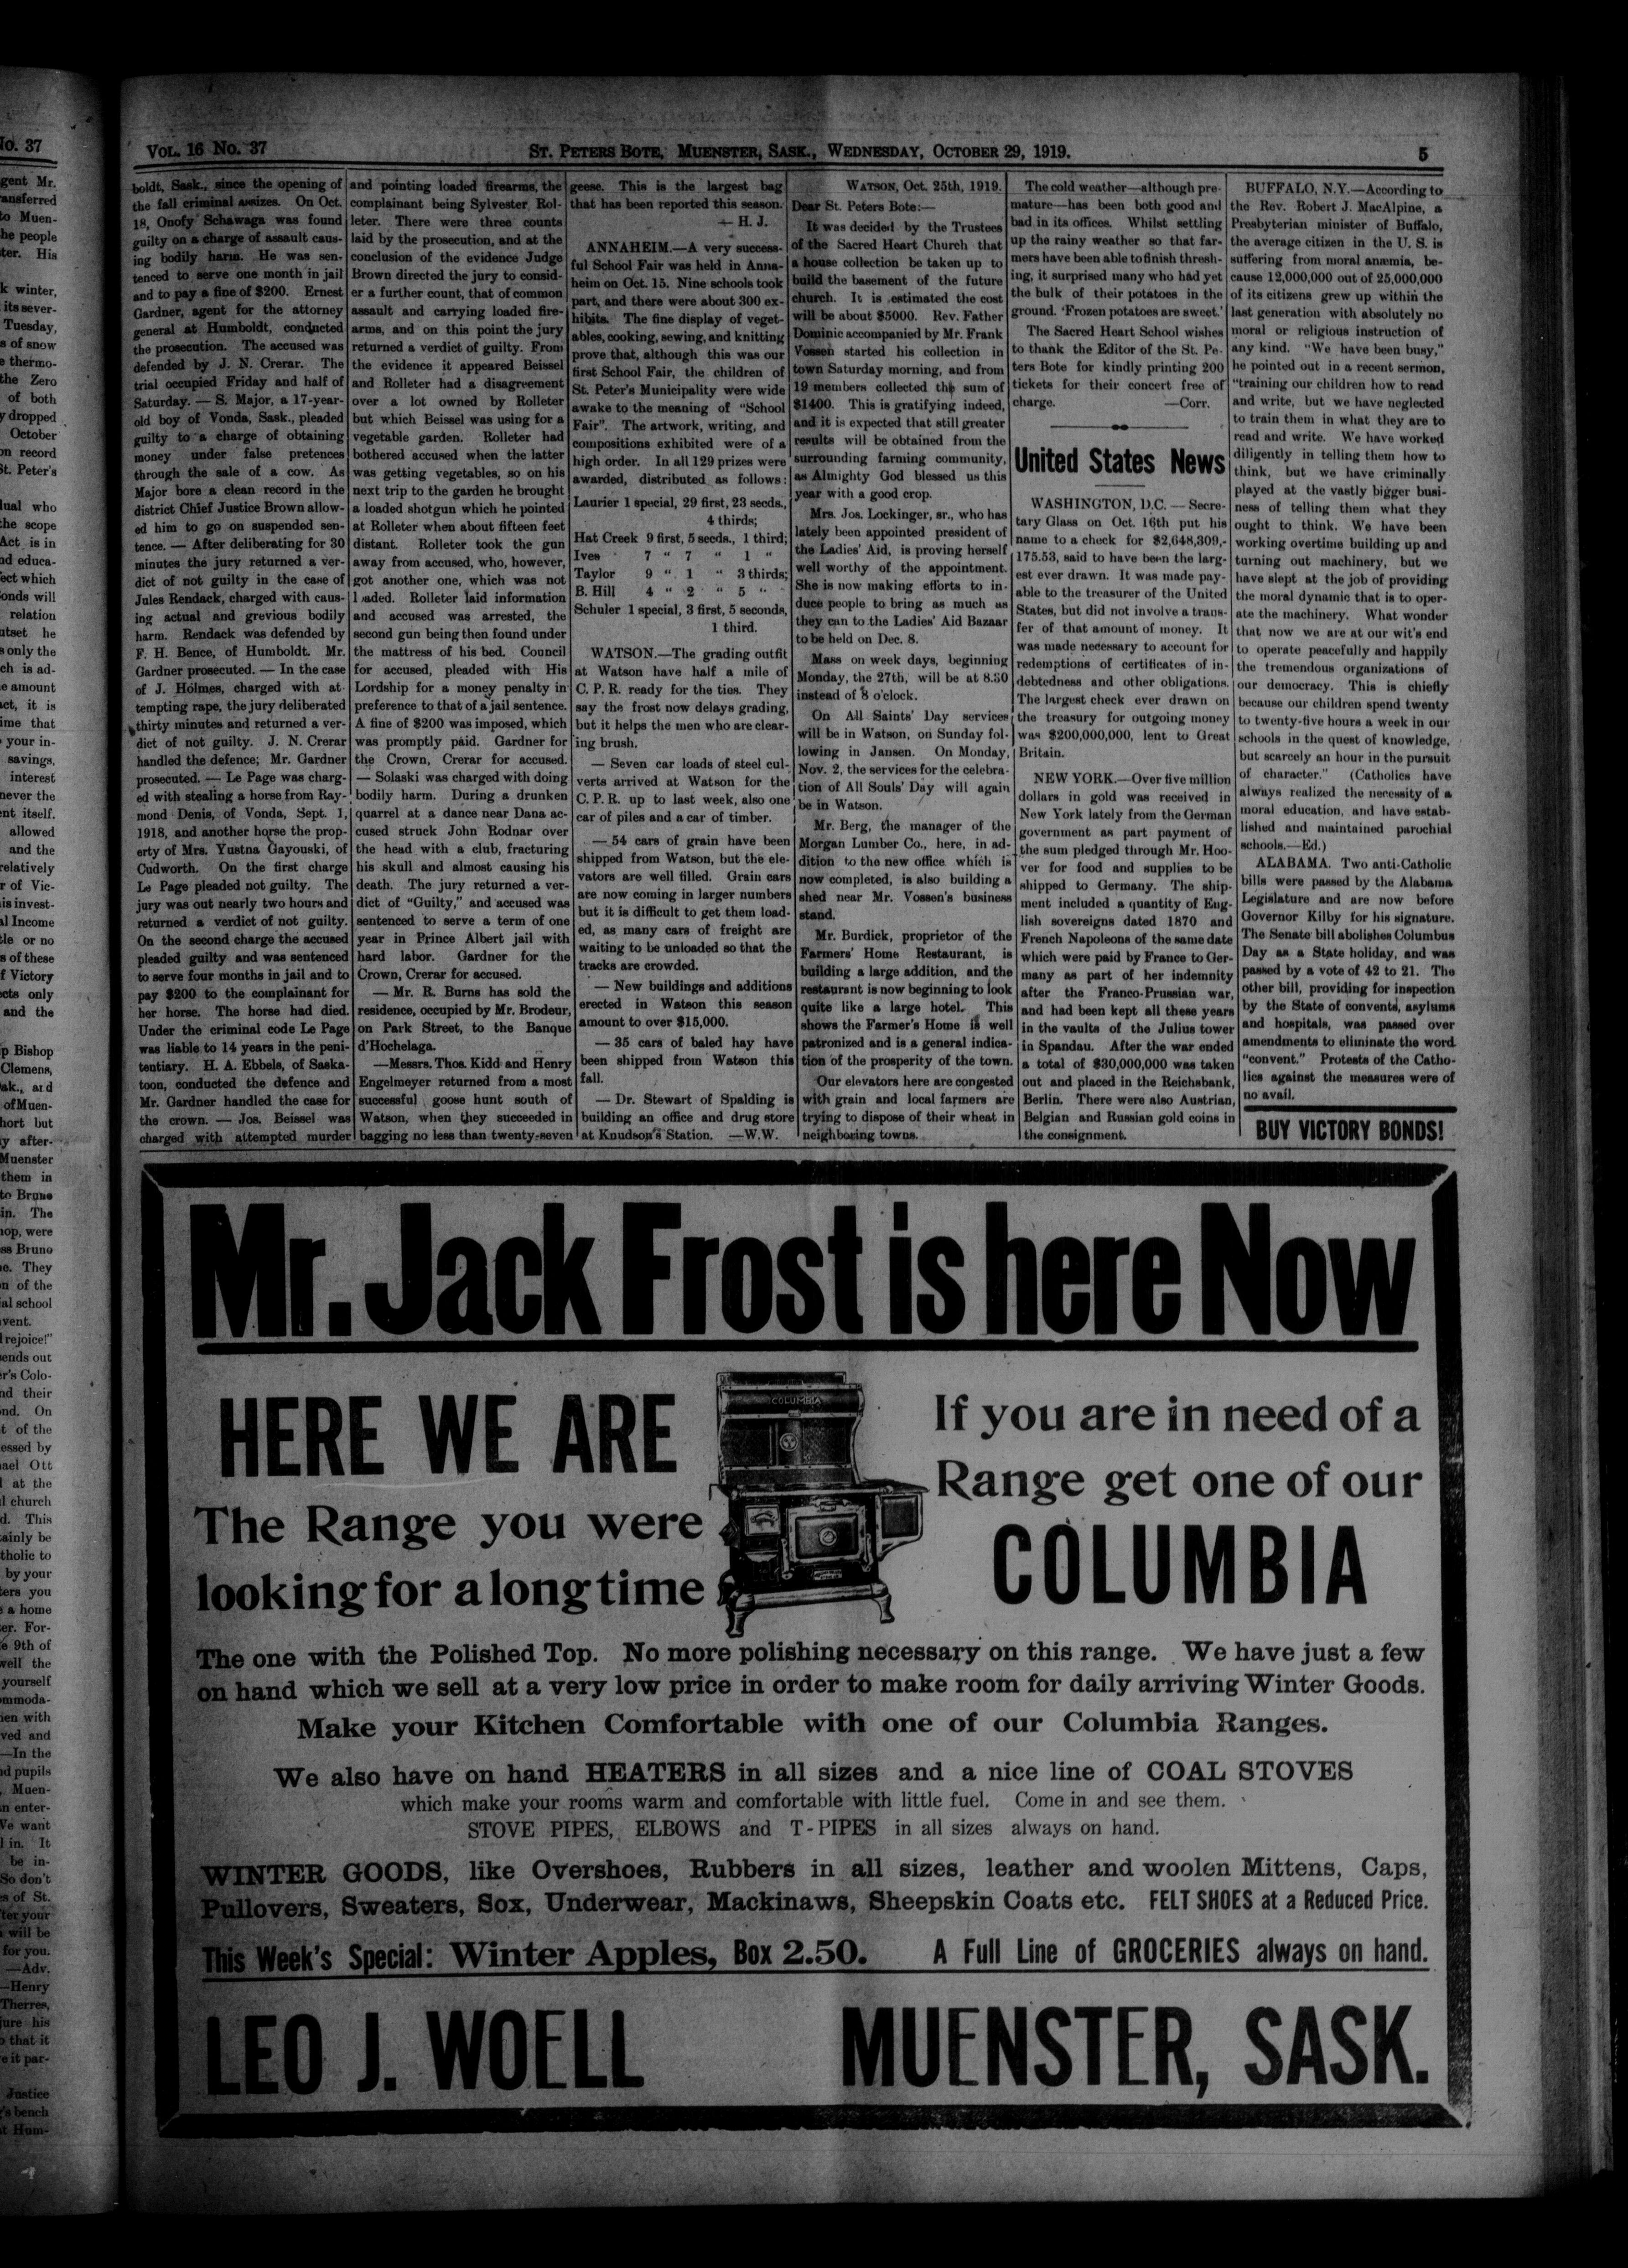 VOL. 16 No. 37
ST. PETERS BOTE, MUENSTER, SASK., WEDNESDAY, OCTOBER 29, 1919.
5
boldt, Sask., since the opening of
the fall criminal assizes. On Oct.
18, Onofy Schawaga was found
guilty on a charge of assault caus-
ing bodily harm. He was sen-
tenced to serve one month in jail
and to pay a fine of $200. Ernest
Gardner, agent for the attorney
general at Humboldt, conducted
the prosecution. The accused was
defended by J. N. Crerar. The
trial occupied Friday and half of
Saturday. — S. Major, a 17-year-
old boy of Vonda, Sask., pleaded
guilty to a charge of obtaining
money under false pretences
through the sale of a cow. As
Major bore a clean record in the
district Chief Justice Brown allow-
ed him to go on suspended sen-
tence. — After deliberating for 30
minutes the jury returned a ver-
dict of not guilty in the case of
Jules Rendack, charged with caus-
ing actual and grevious bodily
harm. Rendack was defended by
F. H. Bence, of Humboldt. Mr.
Gardner prosecuted. — In the case
of J. Holmes, charged with at-
tempting rape, the jury deliberated
thirty minutes and returned a ver-
dict of not guilty. J. N. Crerar
handled the defence; Mr. Gardner
prosecuted. — Le Page was charg-
ed with stealing a horse from Ray-
mond Denis, of Vonda, Sept. 1,
1918, and another horse the prop-
erty of Mrs. Yustna Gayouski, of
Cudworth. On the first charge
Le Page pleaded not guilty. The
jury was out nearly two hours and
returned a verdict of not guilty.
On the second charge the accused
pleaded guilty and was sentenced
to serve four months in jail and to
pay $200 to the complainant for
her horse. The horse had died.
Under the criminal code Le Page
was liable to 14 years in the peni-
tentiary. H. A. Ebbels, of Saska-
toon, conducted the defence and
Mr. Gardner handled the case for
the crown. — Jos. Beissel was
charged with attempted murder
and pointing loaded firearms, the
complainant being Sylvester Rol-
leter. There were three counts
laid by the prosecution, and at the
conclusion of the evidence Judge
Brown directed the jury to consid-
er a further count, that of common
assault and carrying loaded fire-
arms, and on this point the jury
returned a verdict of guilty. From
the evidence it appeared Beissel
and Rolleter had a disagreement
over a lot owned by Rolleter
but which Beissel was using for a
vegetable garden. Rolleter had
bothered accused when the latter
was getting vegetables, so on his
next trip to the garden he brought
a loaded shotgun which he pointed
at Rolleter when about fifteen feet
distant. Rolleter took the gun
away from accused, who, however,
got another one, which was not
l aded. Rolleter laid information
and accused was arrested, the
second gun being then found under
the mattress of his bed. Council
for accused, pleaded with His
Lordship for a money penalty in
preference to that of a jail sentence.
A fine of $200 was imposed, which
was promptly paid. Gardner for
the Crown, Crerar for accused.
— Solaski was charged with doing
bodily harm. During a drunken
quarrel at a dance near Dana ac-
cused struck John Rodnar over
the head with a club, fracturing
his skull and almost causing his
death. The jury returned a ver-
dict of "Guilty," and accused was
sentenced to serve a term of one
year in Prince Albert jail with
hard labor. Gardner for the
Crown, Crerar for accused.
— Mr. R. Burns has sold the
residence, occupied by Mr. Brodeur,
on Park Street, to the Banque
d'Hochelaga.
—Messrs. Thos. Kidd and Henry
Engelmeyer returned from a most
successful goose hunt south of
Watson, when they succeeded in
bagging no less than twenty-seven
geese. This is the largest bag
that has been reported this season.
— H. J.
ANNAHEIM.—A very success-
ful School Fair was held in Anna-
heim on Oct. 15. Nine schools took
part, and there were about 300 ex-
hibits. The fine display of veget-
ables, cooking, sewing, and knitting
prove that, although this was our
first School Fair, the children of
St. Peter's Municipality were wide
awake to the meaning of "School
Fair". The artwork, writing, and
compositions exhibited were of a
high order. In all 129 prizes were
awarded, distributed as follows:
Laurier 1 special, 29 first, 23 secds.,
4 thirds;
Hat Creek 9 first, 5 secds., 1 third;
Ives 7 " 7 " 1 "
Taylor 9 " 1 " 3 thirds;
B. Hill 4 " 2 " 5 "
Schuler 1 special, 3 first, 5 seconds,
1 third.
WATSON.—The grading outfit
at Watson have half a mile of
C. P. R. ready for the ties. They
say the frost now delays grading,
but it helps the men who are clear-
ing brush.
— Seven car loads of steel cul-
verts arrived at Watson for the
C. P. R. up to last week, also one
car of piles and a car of timber.
— 54 cars of grain have been
shipped from Watson, but the ele-
vators are well filled. Grain cars
are now coming in larger numbers
but it is difficult to get them load-
ed, as many cars of freight are
waiting to be unloaded so that the
tracks are crowded.
— New buildings and additions
erected in Watson this season
amount to over $15,000.
— 35 cars of baled hay have
been shipped from Watson this
fall.
— Dr. Stewart of Spalding is
building an office and drug store
at Knudson's Station. —W.W.
WATSON, Oct. 25th, 1919.
Dear St. Peters Bote:—
It was decided by the Trustees
of the Sacred Heart Church that
a house collection be taken up to
build the basement of the future
church. It is estimated the cost
will be about $5000. Rev. Father
Dominic accompanied by Mr. Frank
Vossen started his collection in
town Saturday morning, and from
19 members collected the sum of
$1400. This is gratifying indeed,
and it is expected that still greater
results will be obtained from the
surrounding farming community,
as Almighty God blessed us this
year with a good crop.
Mrs. Jos. Lockinger, sr., who has
lately been appointed president of
the Ladies' Aid, is proving herself
well worthy of the appointment.
She is now making efforts to in-
duce people to bring as much as
they can to the Ladies' Aid Bazaar
to be held on Dec. 8.
Mass on week days, beginning
Monday, the 27th, will be at 8.30
instead of 8 o'clock.
On All Saints' Day services
will be in Watson, on Sunday fol-
lowing in Jansen. On Monday,
Nov. 2, the services for the celebra-
tion of All Souls' Day will again
be in Watson.
Mr. Berg, the manager of the
Morgan Lumber Co., here, in ad-
dition to the new office which is
now completed, is also building a
shed near Mr. Vossen's business
stand.
Mr. Burdick, proprietor of the
Farmers' Home Restaurant, is
building a large addition, and the
restaurant is now beginning to look
quite like a large hotel. This
shows the Farmer's Home is well
patronized and is a general indica-
tion of the prosperity of the town.
Our elevators here are congested
with grain and local farmers are
trying to dispose of their wheat in
neighboring towns.
The cold weather—although pre-
mature—has been both good and
bad in its offices. Whilst settling
up the rainy weather so that far-
mers have been able to finish thresh-
ing, it surprised many who had yet
the bulk of their potatoes in the
ground. 'Frozen potatoes are sweet.'
The Sacred Heart School wishes
to thank the Editor of the St. Pe-
ters Bote for kindly printing 200
tickets for their concert free of
charge. —Corr.
United States News
WASHINGTON, D.C. — Secre-
tary Glass on Oct. 16th put his
name to a check for $2,648,309,-
175.53, said to have been the larg-
est ever drawn. It was made pay-
able to the treasurer of the United
States, but did not involve a trans-
fer of that amount of money. It
was made necessary to account for
redemptions of certificates of in-
debtedness and other obligations.
The largest check ever drawn on
the treasury for outgoing money
was $200,000,000, lent to Great
Britain.
NEW YORK.—Over five million
dollars in gold was received in
New York lately from the German
government as part payment of
the sum pledged through Mr. Hoo-
ver for food and supplies to be
shipped to Germany. The ship-
ment included a quantity of Eng-
lish sovereigns dated 1870 and
French Napoleons of the same date
which were paid by France to Ger-
many as part of her indemnity
after the Franco-Prussian war,
and had been kept all these years
in the vaults of the Julius tower
in Spandau. After the war ended
a total of $30,000,000 was taken
out and placed in the Reichsbank,
Berlin. There were also Austrian,
Belgian and Russian gold coins in
the consignment.
BUFFALO, N.Y.—According to
the Rev. Robert J. MacAlpine, a
Presbyterian minister of Buffalo,
the average citizen in the U. S. is
suffering from moral anæmia, be-
cause 12,000,000 out of 25,000,000
of its citizens grew up within the
last generation with absolutely no
moral or religious instruction of
any kind. "We have been busy,"
he pointed out in a recent sermon,
"training our children how to read
and write, but we have neglected
to train them in what they are to
read and write. We have worked
diligently in telling them how to
think, but we have criminally
played at the vastly bigger busi-
ness of telling them what they
ought to think. We have been
working overtime building up and
turning out machinery, but we
have slept at the job of providing
the moral dynamic that is to oper-
ate the machinery. What wonder
that now we are at our wit's end
to operate peacefully and happily
the tremendous organizations of
our democracy. This is chiefly
because our children spend twenty
to twenty-five hours a week in our
schools in the quest of knowledge,
but scarcely an hour in the pursuit
of character." (Catholics have
always realized the necessity of a
moral education, and have estab-
lished and maintained parochial
schools.—Ed.)
ALABAMA. Two anti-Catholic
bills were passed by the Alabama
Legislature and are now before
Governor Kilby for his signature.
The Senate bill abolishes Columbus
Day as a State holiday, and was
passed by a vote of 42 to 21. The
other bill, providing for inspection
by the State of convents, asylums
and hospitals, was passed over
amendments to eliminate the word
"convent." Protests of the Catho-
lics against the measures were of
no avail.
BUY VICTORY BONDS!
Mr. Jack Frost is here Now
HERE WE ARE
The Range you were
looking for a long time
COLUMBIA
If you are in need of a
Range get one of our
COLUMBIA
The one with the Polished Top. No more polishing necessary on this range. We have just a few
on hand which we sell at a very low price in order to make room for daily arriving Winter Goods.
Make your Kitchen Comfortable with one of our Columbia Ranges.
We also have on hand HEATERS in all sizes and a nice line of COAL STOVES
which make your rooms warm and comfortable with little fuel. Come in and see them.
STOVE PIPES, ELBOWS and T-PIPES in all sizes always on hand.
WINTER GOODS, like Overshoes, Rubbers in all sizes, leather and woolen Mittens, Caps,
Pullovers, Sweaters, Sox, Underwear, Mackinaws, Sheepskin Coats etc. FELT SHOES at a Reduced Price.
This Week's Special: Winter Apples, Box 2.50. A Full Line of GROCERIES always on hand.
LEO J. WOELL MUENSTER, SASK.